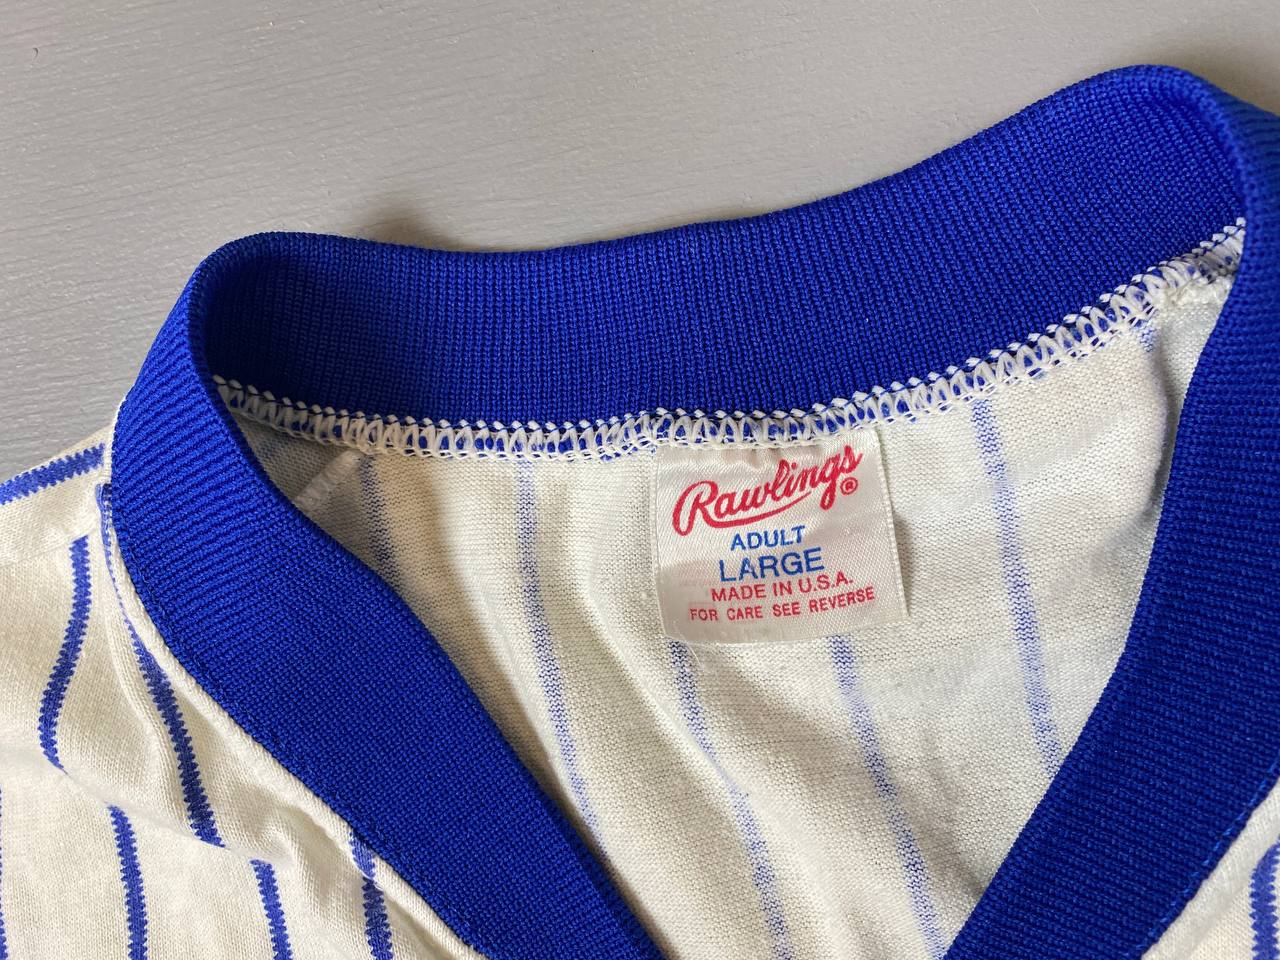 Rawlings®
ADULT
LARGE
MADE IN U.S.A.
FOR CARE SEE REVERSE